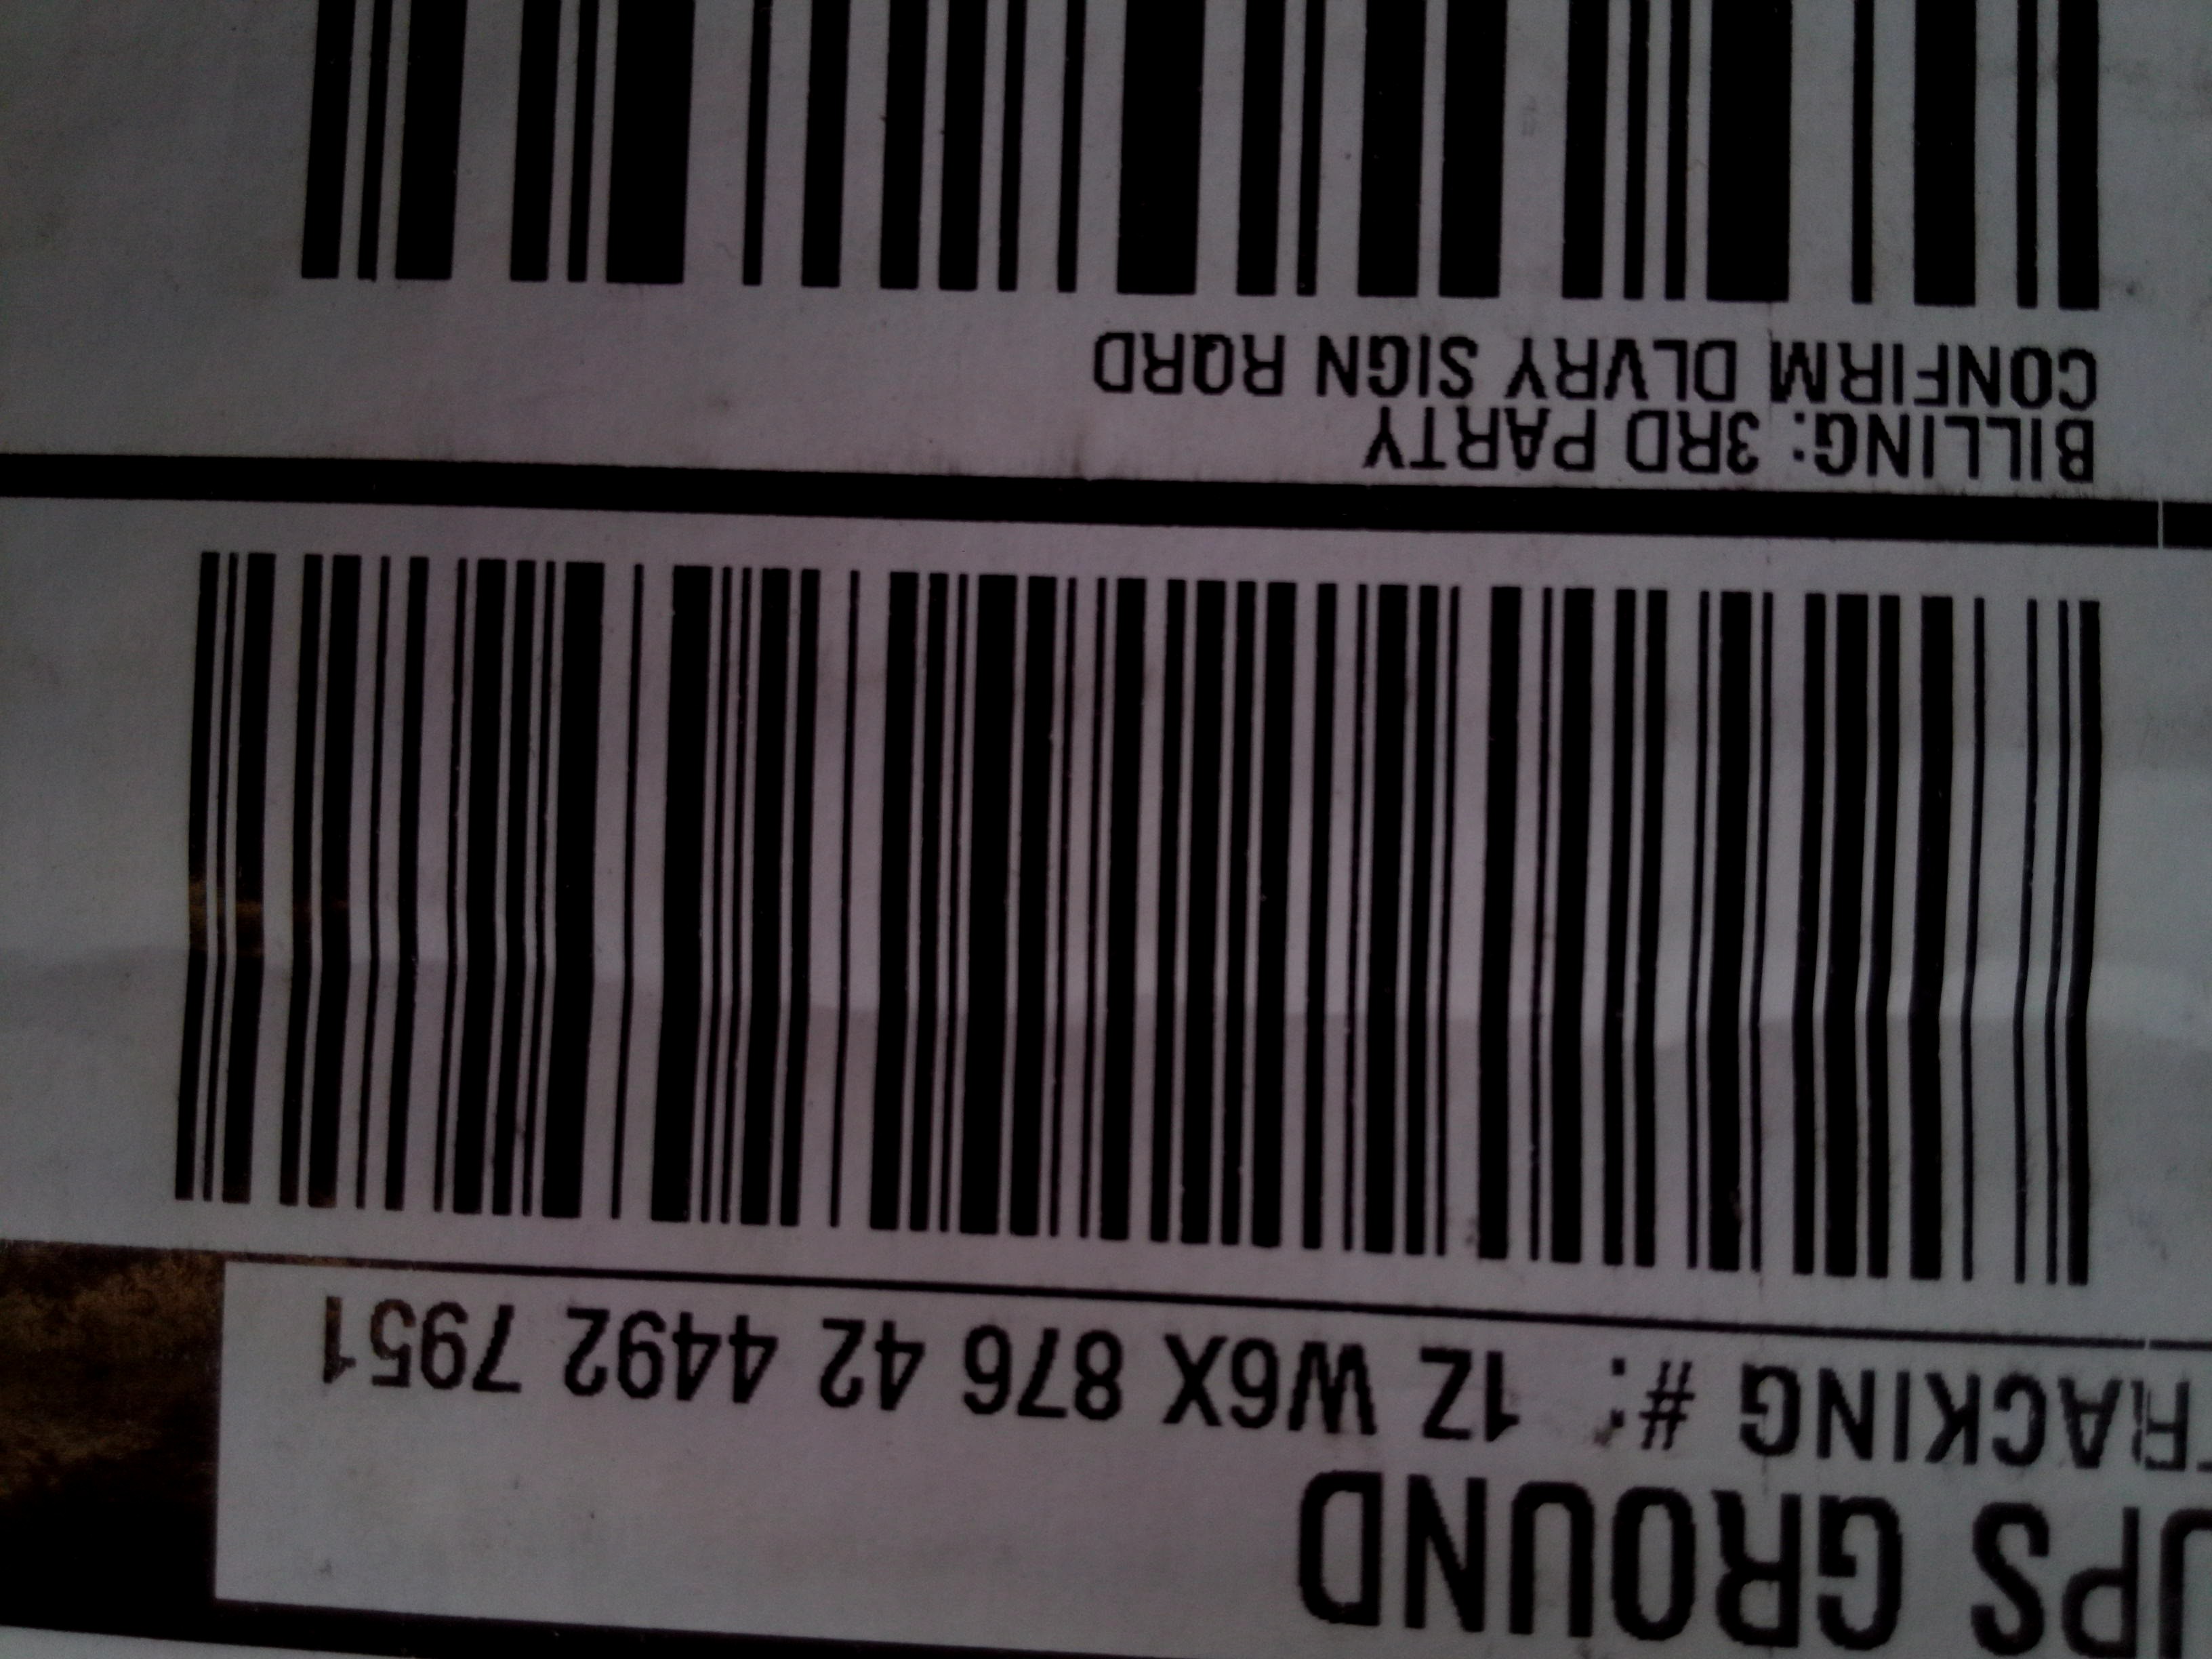 UPS GROUND
TRACKING #: 1Z W6X 876 42 4492 7951
BILLING: 3RD PARTY
CONFIRM DLVRY SIGN RQRD